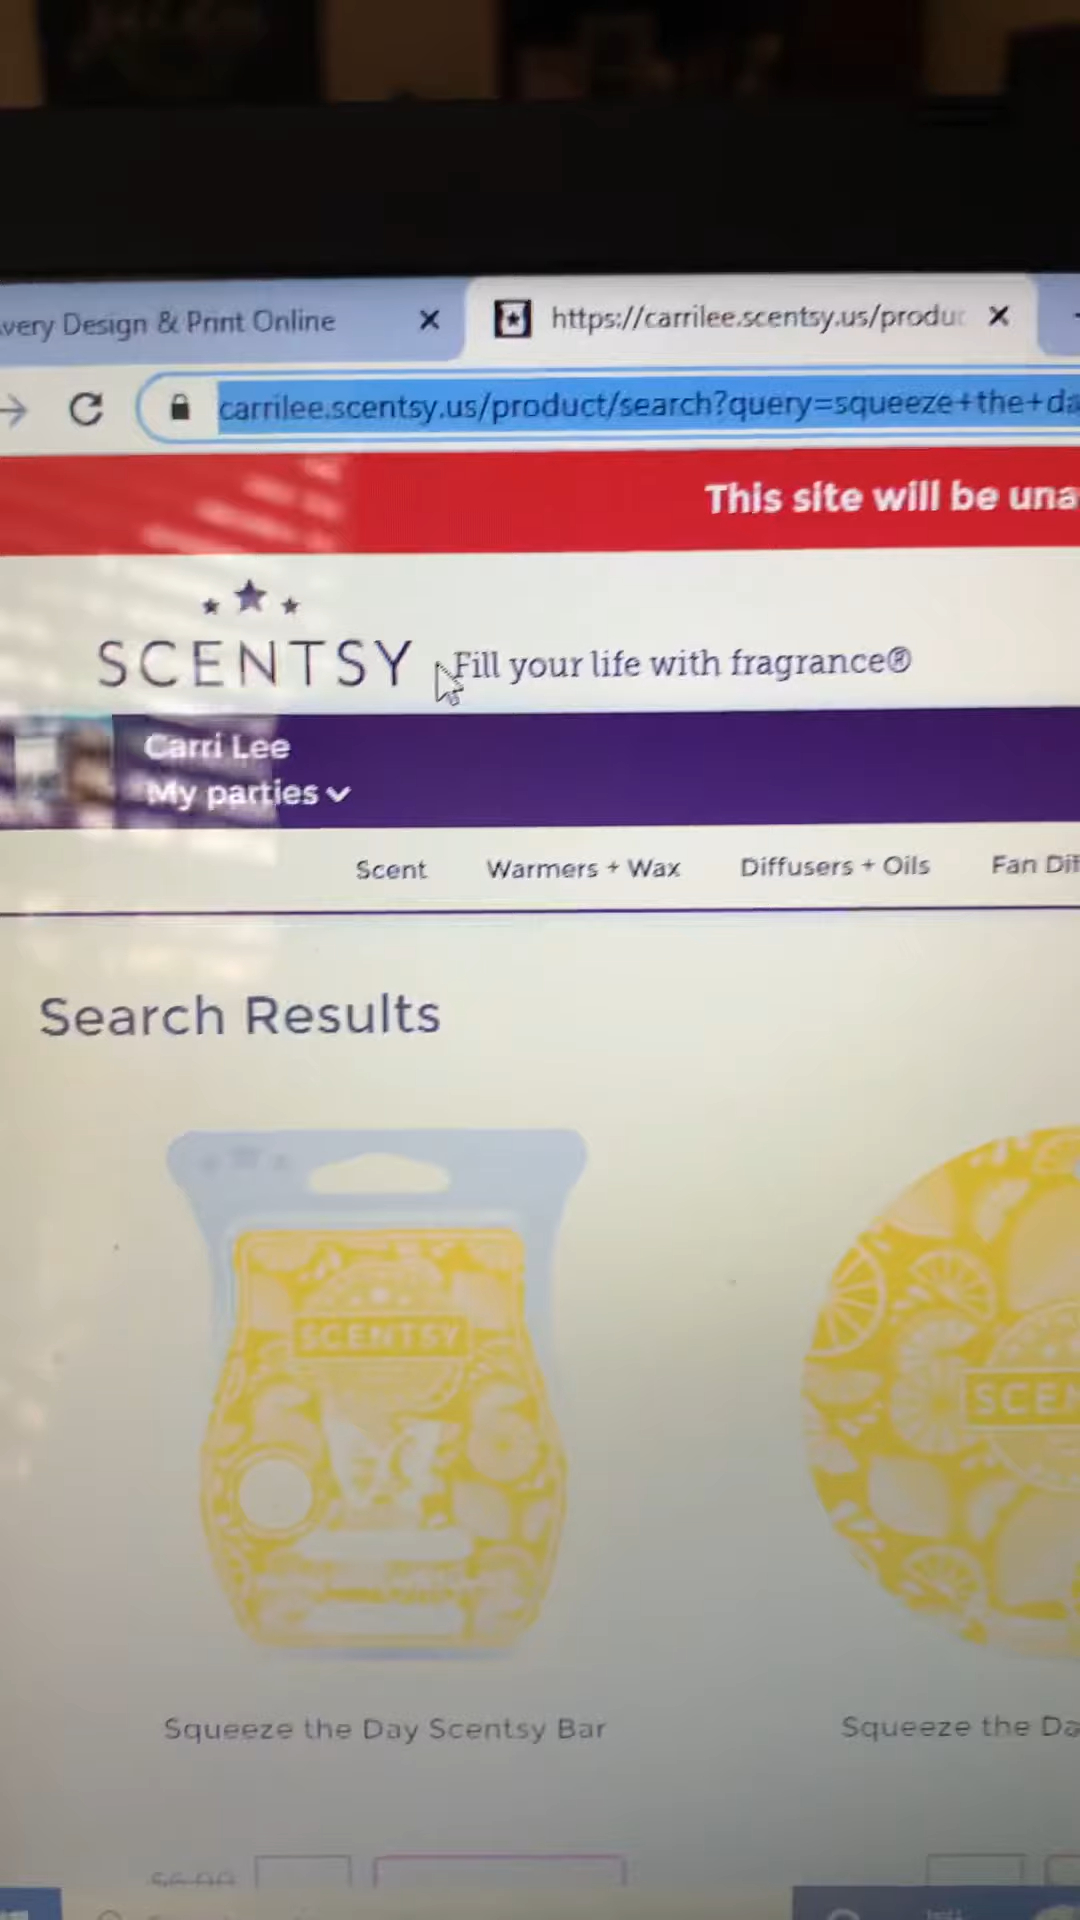 very Design & Print Online
https://carrilee.scentsy.us/produc
carrilee.scentsy.us/product/search?query=squeeze+the+da
This site will be una
SCENTSY
Fill your life with fragrance®
Carri Lee
My parties
Scent
Warmers + Wax
Diffusers + Oils
Fan Dif
Search Results
SCENTSY
SCEN
Squeeze the Day Scentsy Bar
Squeeze the Da